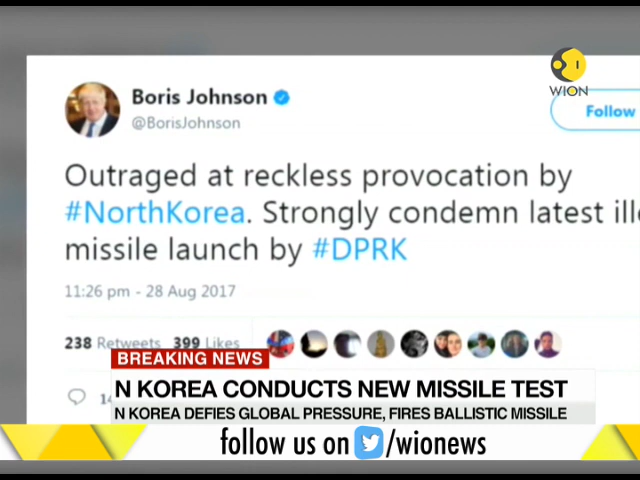 WION
Boris Johnson
@BorisJohnson
Follow
Outraged at reckless provocation by
#NorthKorea. Strongly condemn latest
missile launch by #DPRK
11:26 pm - 28 Aug 2017
238 Retweets 399 Likes
BREAKING NEWS
N KOREA CONDUCTS NEW MISSILE TEST
N KOREA DEFIES GLOBAL PRESSURE, FIRES BALLISTIC MISSILE
follow us on /wionews